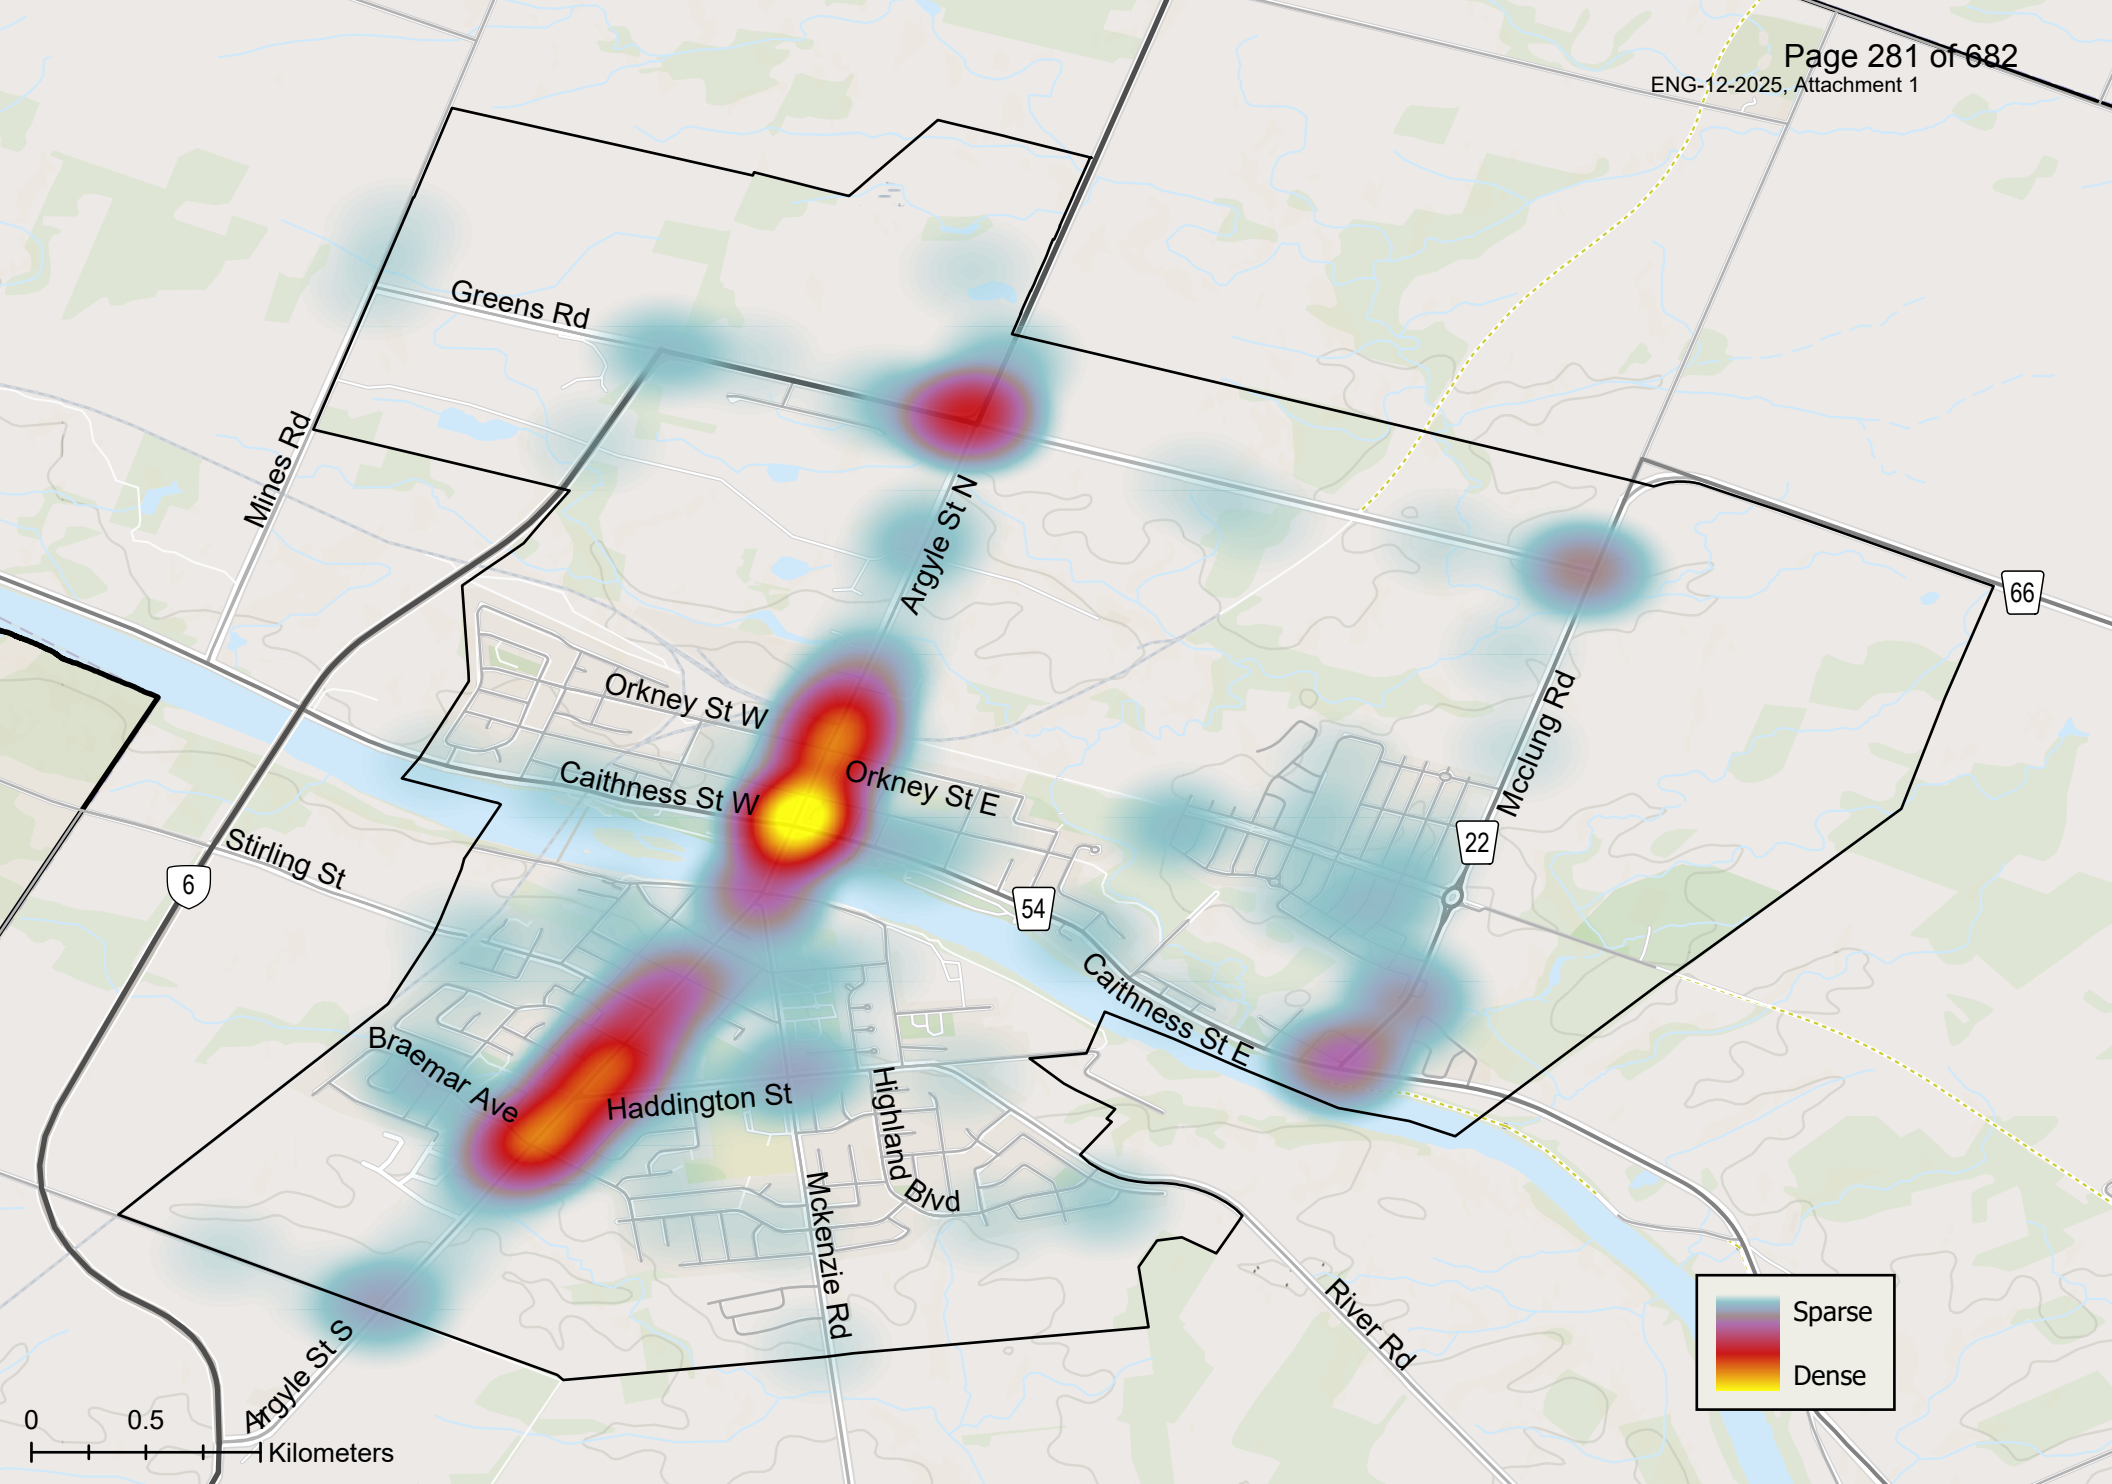 Page 281 of 682
ENG-12-2025, Attachment 1
Greens Rd
Mines Rd
Argyle St N
66
Orkney St W
Mcclung Rd
Caithness St W
Orkney St E
22
Stirling St
6
54
Caithness St E
Braemar Ave
Haddington St
Highland Blvd
Mckenzie Rd
River Rd
Argyle St S
Sparse
Dense
0 0.5
Kilometers